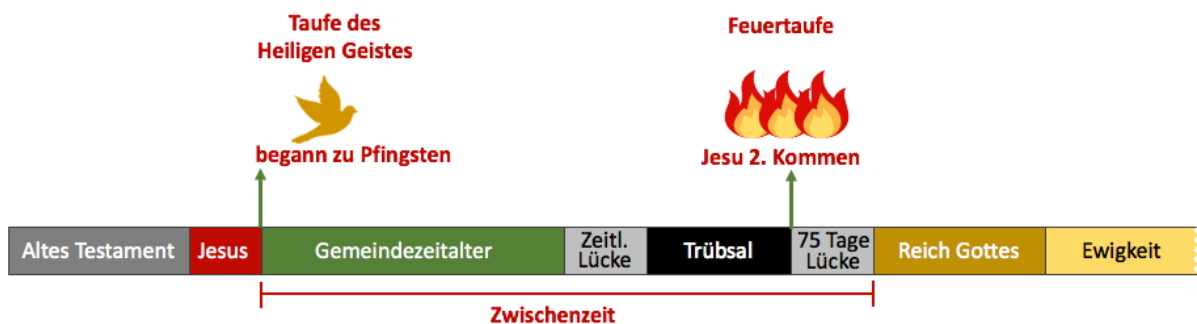 Taufe des
Heiligen Geistes
begann zu Pfingsten
Feuertaufe
Jesu 2. Kommen
Altes Testament
Jesus
Gemeindezeitalter
Zeitl.
Lücke
Trübsal
75 Tage
Lücke
Reich Gottes
Ewigkeit
Zwischenzeit